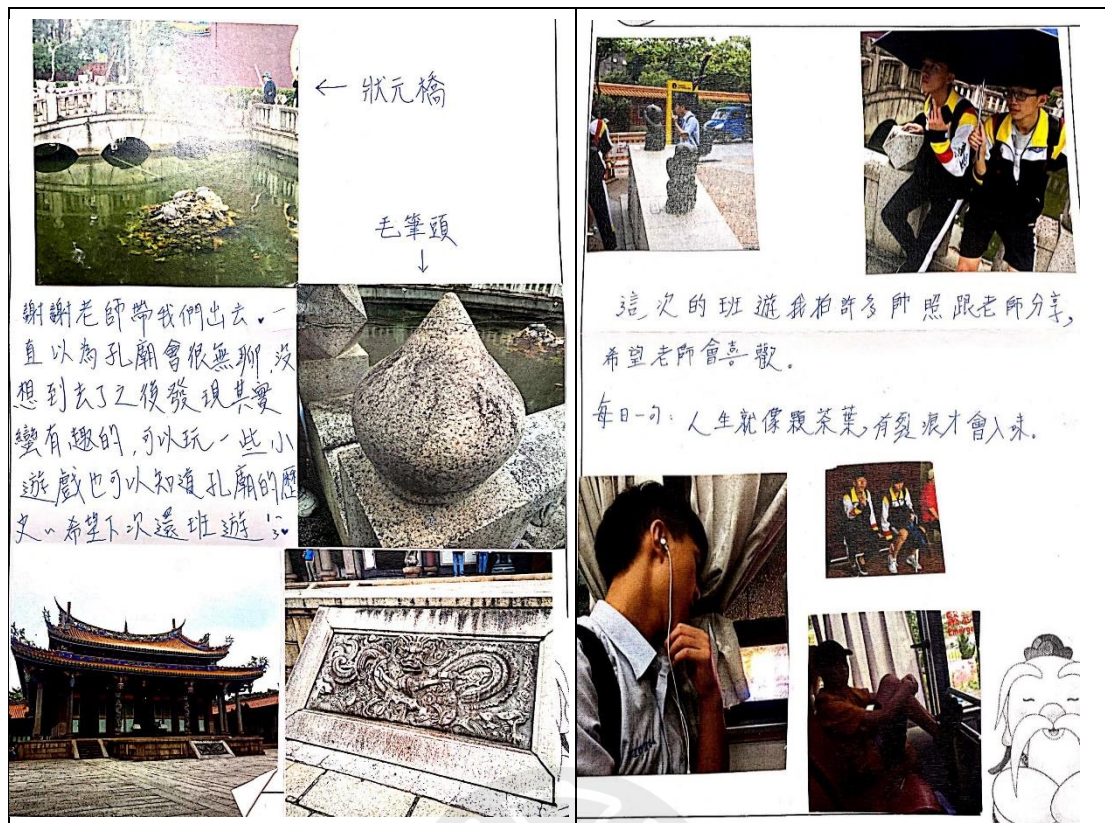 ← 狀元橋
毛筆頭
↓
謝謝老師帶我們出去。一
直以為孔廟會很無聊,沒
想到去了之後發現其實
蠻有趣的,可以玩一些小
遊戲也可以知道孔廟的歷
史。希望下次還班遊
這次的班遊我拍許多帥照跟老師分享,
希望老師會喜歡。
每日一句:人生就像顆茶葉,有裂痕才會入味.